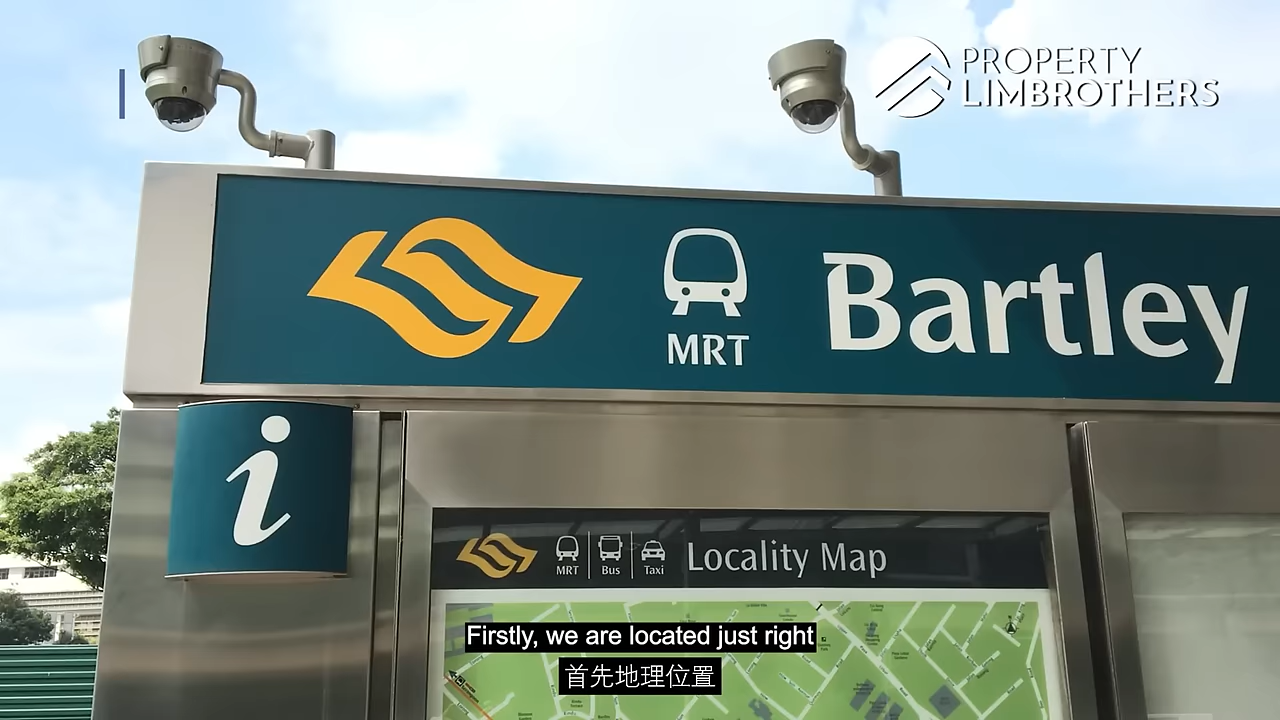 PROPERTY
LIMBROTHERS
MRT
Bartley
i
MRT
Bus
Taxi
Locality Map
Firstly, we are located just right
首先地理位置